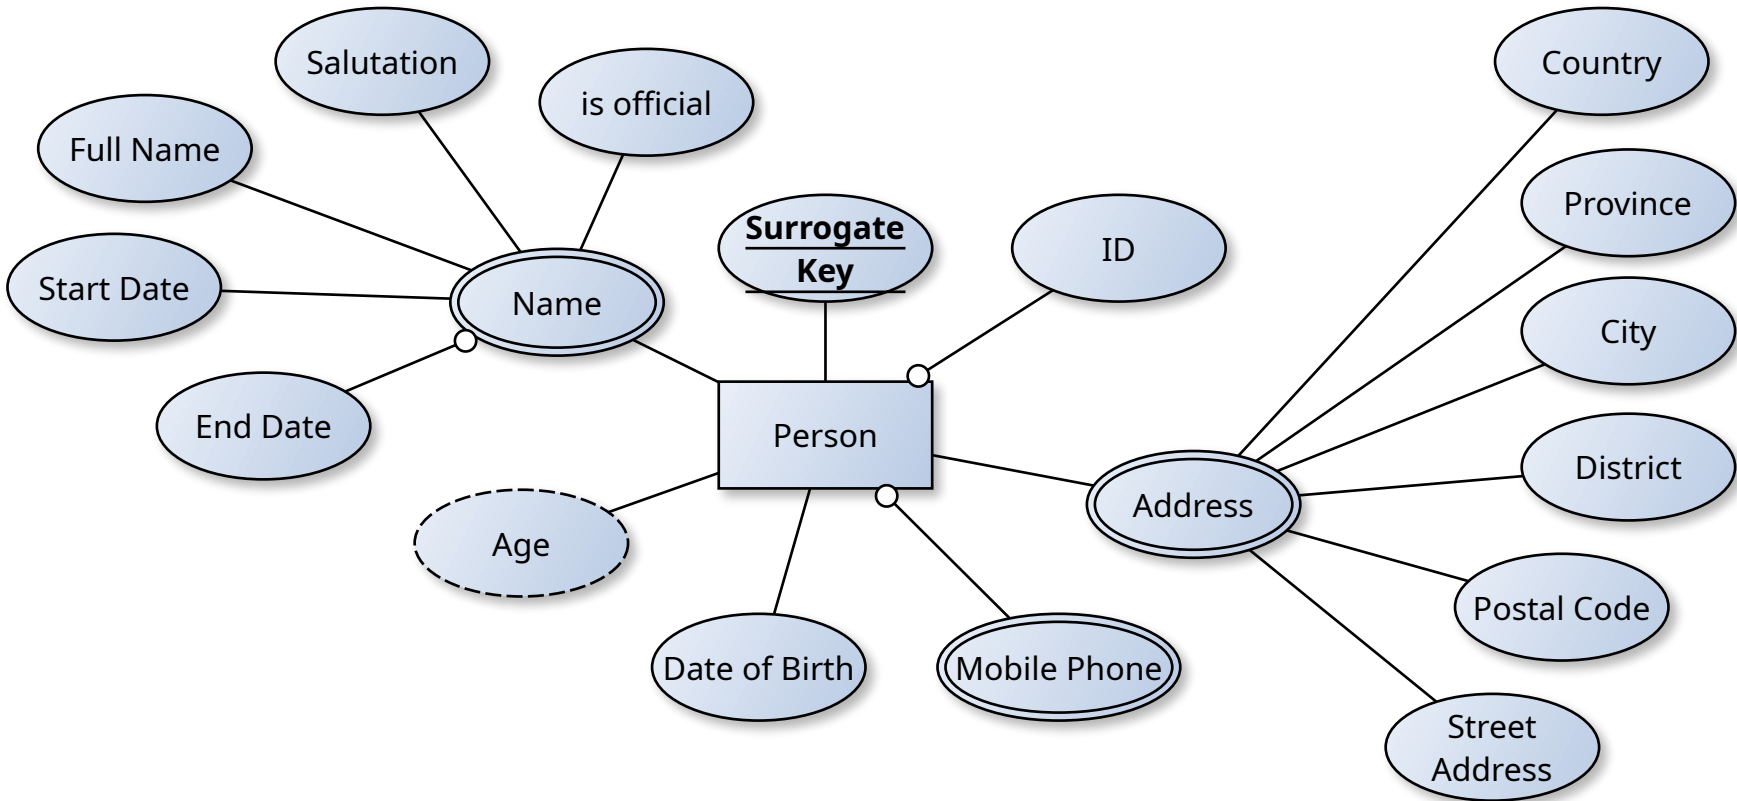 Salutation
Country
is official
Full Name
Province
Surrogate
Key
ID
Start Date
Name
City
End Date
Person
District
Address
Age
Postal Code
Date of Birth
Mobile Phone
Street
Address